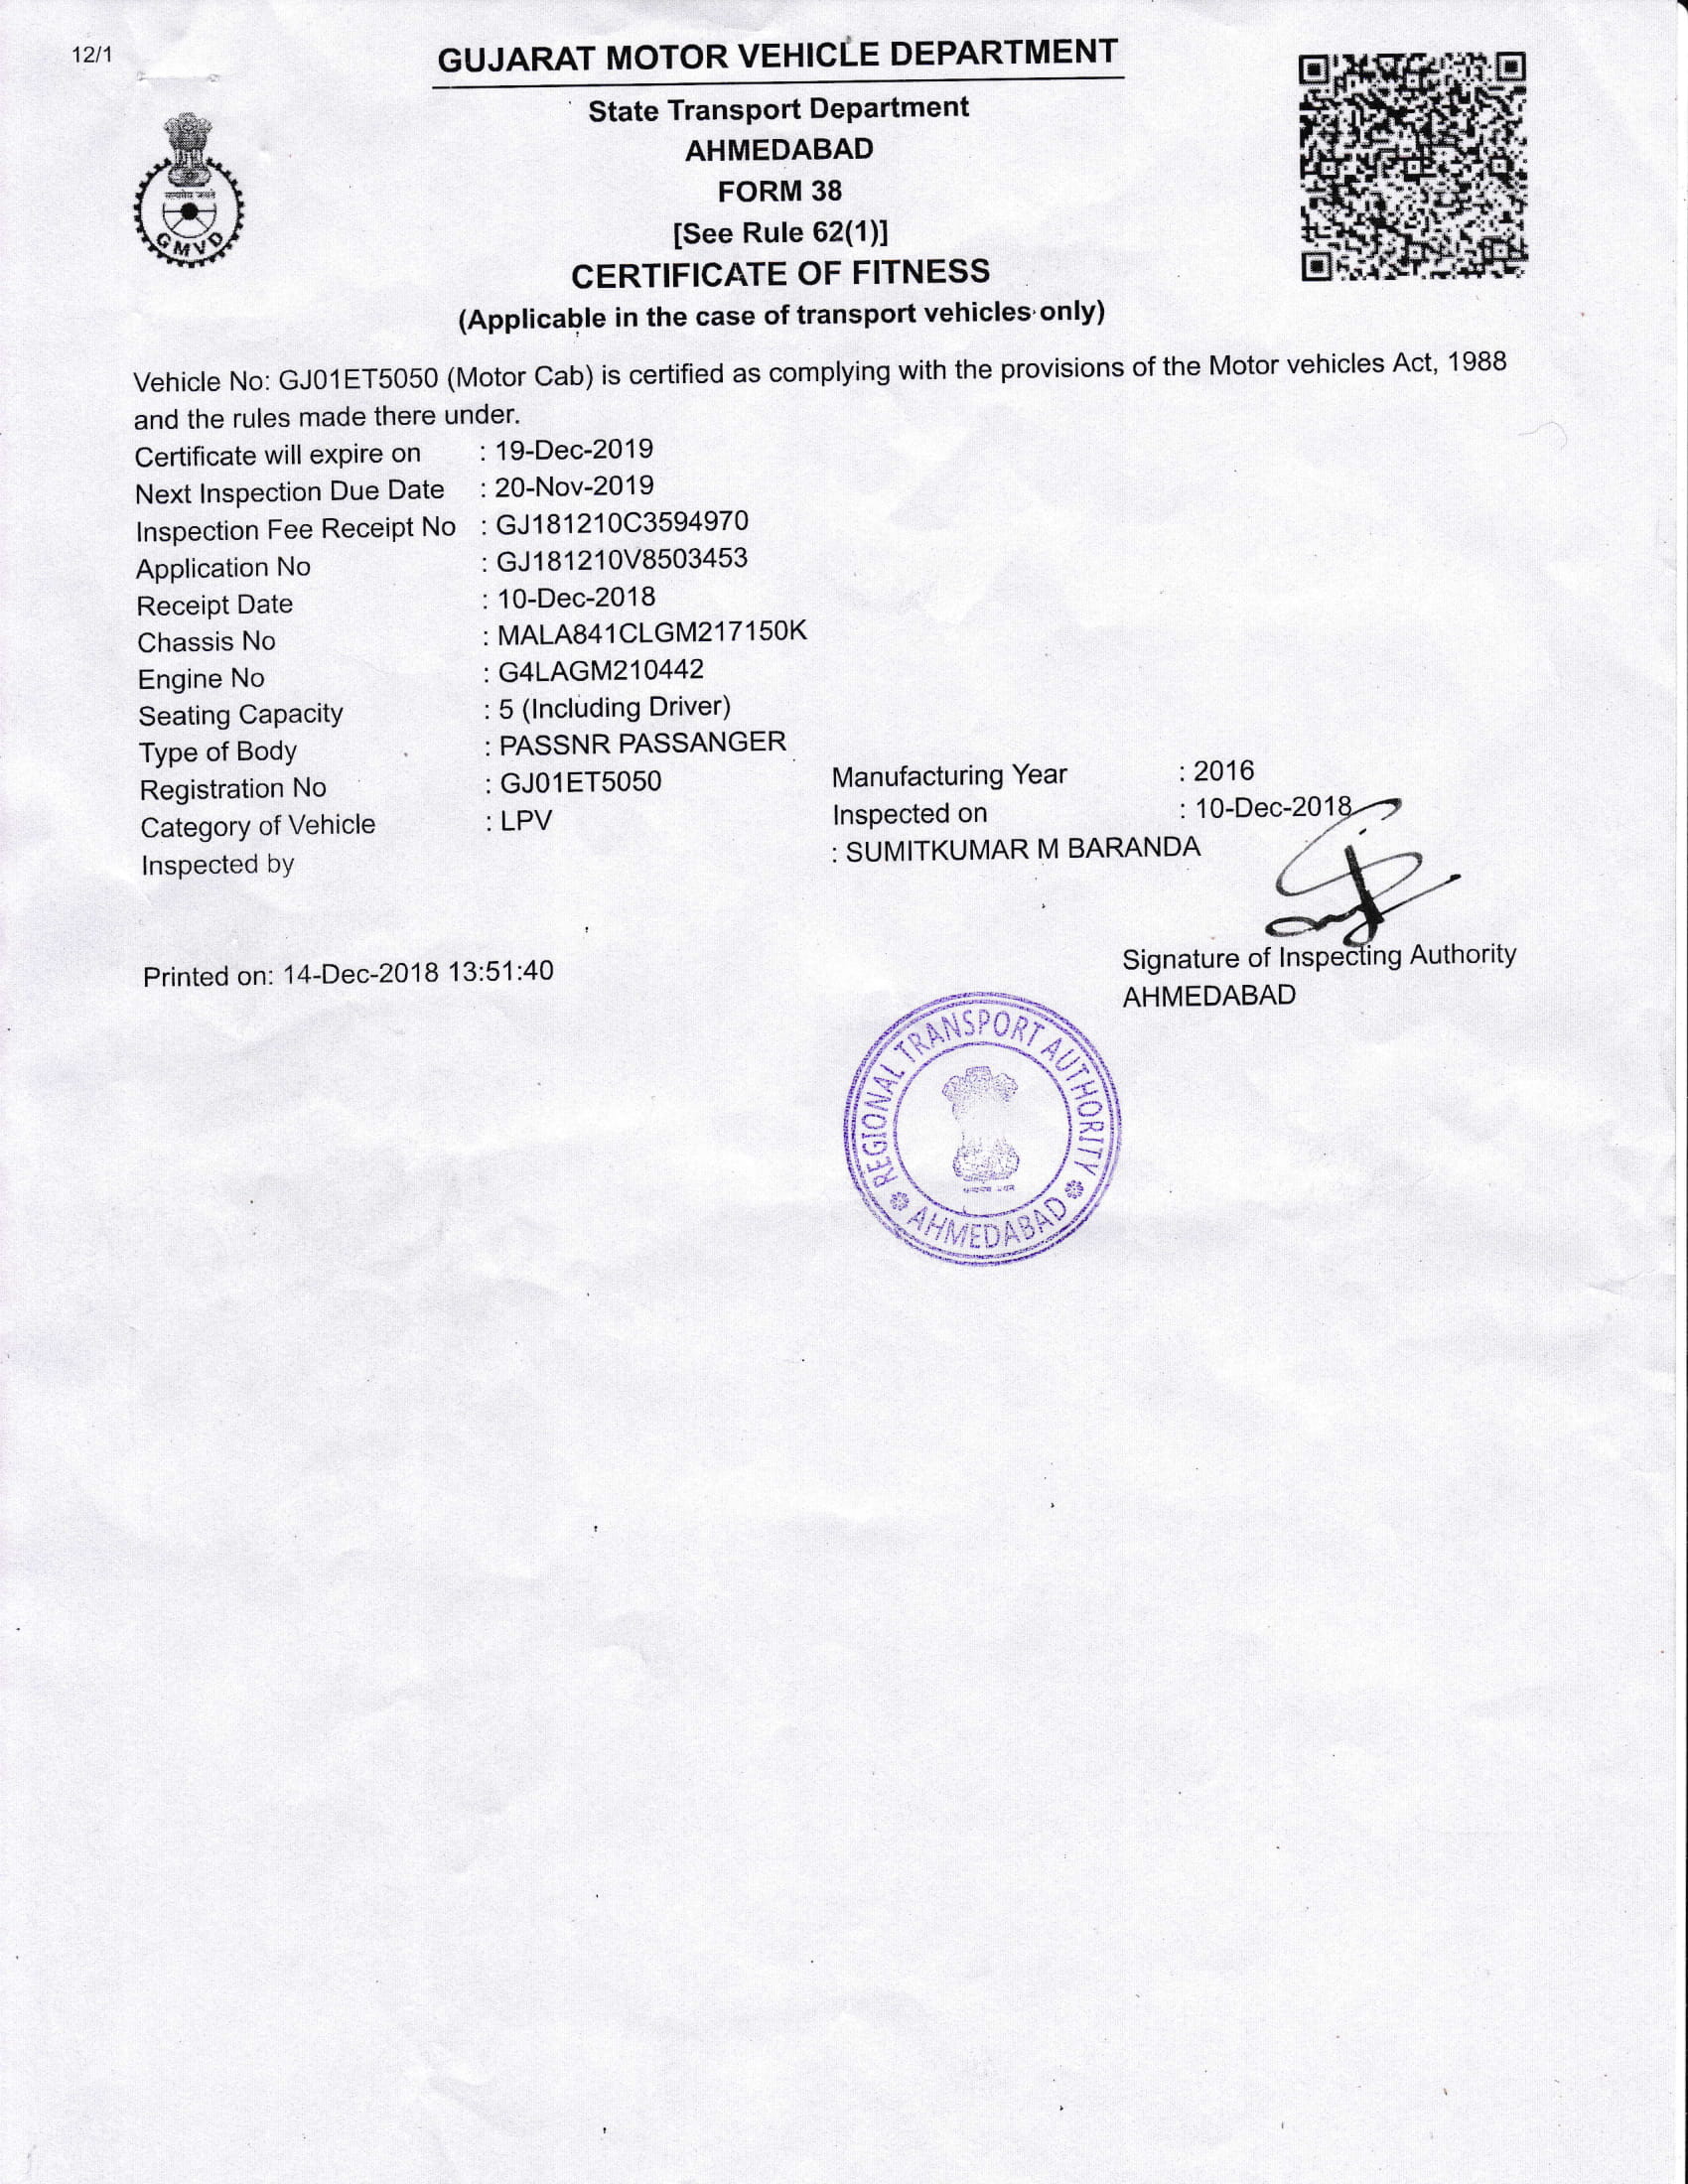 12/1
GUJARAT MOTOR VEHICLE DEPARTMENT
State Transport Department
AHMEDABAD
FORM 38
[See Rule 62(1)]
CERTIFICATE OF FITNESS
(Applicable in the case of transport vehicles only)
सत्यमेव जयते
GMVD
Vehicle No: GJ01ET5050 (Motor Cab) is certified as complying with the provisions of the Motor vehicles Act, 1988
and the rules made there under.
Certificate will expire on : 19-Dec-2019
Next Inspection Due Date : 20-Nov-2019
Inspection Fee Receipt No : GJ181210C3594970
Application No : GJ181210V8503453
Receipt Date : 10-Dec-2018
Chassis No : MALA841CLGM217150K
Engine No : G4LAGM210442
Seating Capacity : 5 (Including Driver)
Type of Body : PASSNR PASSANGER
Registration No : GJ01ET5050 Manufacturing Year : 2016
Category of Vehicle : LPV Inspected on : 10-Dec-2018
Inspected by : SUMITKUMAR M BARANDA
Signature of Inspecting Authority
Printed on: 14-Dec-2018 13:51:40
AHMEDABAD
REGIONAL TRANSPORT AUTHORITY
AHMEDABAD